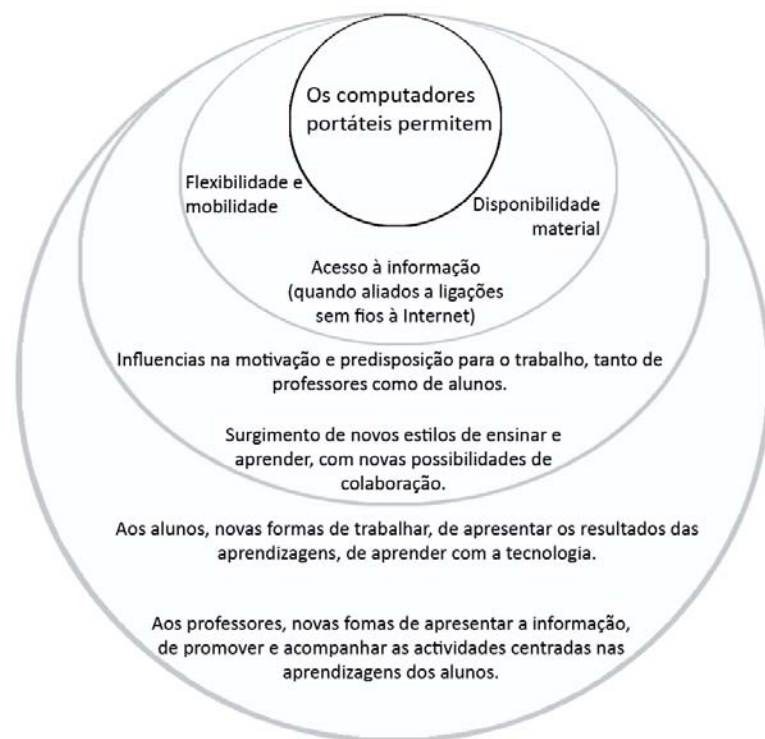 Os computadores
portáteis permitem
Flexibilidade e
mobilidade
Disponibilidade
material
Acesso à informação
(quando aliados a ligações
sem fios à Internet)
Influencias na motivação e predisposição para o trabalho, tanto de
professores como de alunos.
Surgimento de novos estilos de ensinar e
aprender, com novas possibilidades de
colaboração.
Aos alunos, novas formas de trabalhar, de apresentar os resultados das
aprendizagens, de aprender com a tecnologia.
Aos professores, novas fomas de apresentar a informação,
de promover e acompanhar as actividades centradas nas
aprendizagens dos alunos.